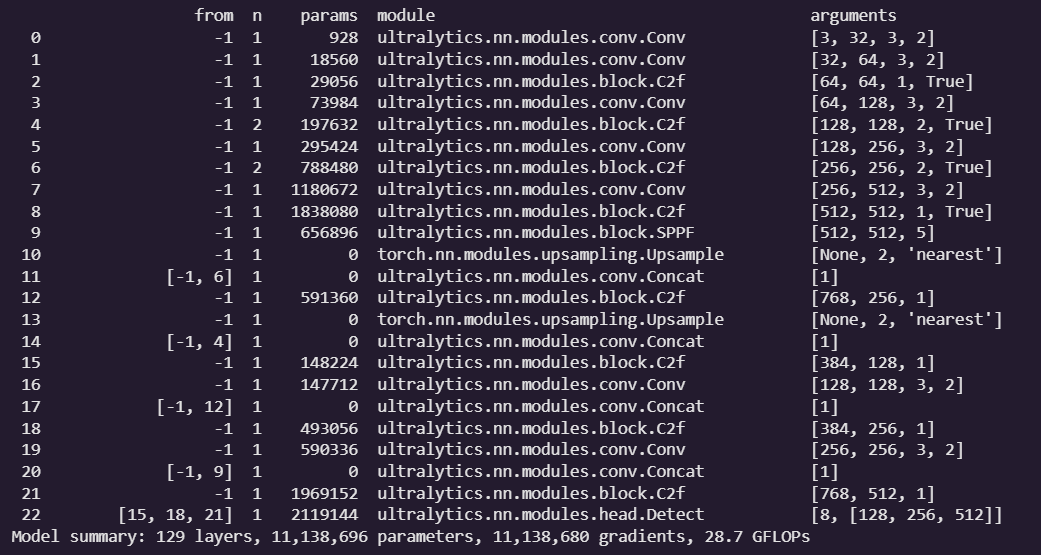 from n params module arguments
0 -1 1 928 ultralytics.nn.modules.conv.Conv [3, 32, 3, 2]
1 -1 1 18560 ultralytics.nn.modules.conv.Conv [32, 64, 3, 2]
2 -1 1 29056 ultralytics.nn.modules.block.C2f [64, 64, 1, True]
3 -1 1 73984 ultralytics.nn.modules.conv.Conv [64, 128, 3, 2]
4 -1 2 197632 ultralytics.nn.modules.block.C2f [128, 128, 2, True]
5 -1 1 295424 ultralytics.nn.modules.conv.Conv [128, 256, 3, 2]
6 -1 2 788480 ultralytics.nn.modules.block.C2f [256, 256, 2, True]
7 -1 1 1180672 ultralytics.nn.modules.conv.Conv [256, 512, 3, 2]
8 -1 1 1838080 ultralytics.nn.modules.block.C2f [512, 512, 1, True]
9 -1 1 656896 ultralytics.nn.modules.block.SPPF [512, 512, 5]
10 -1 1 0 torch.nn.modules.upsampling.Upsample [None, 2, 'nearest']
11 [-1, 6] 1 0 ultralytics.nn.modules.conv.Concat [1]
12 -1 1 591360 ultralytics.nn.modules.block.C2f [768, 256, 1]
13 -1 1 0 torch.nn.modules.upsampling.Upsample [None, 2, 'nearest']
14 [-1, 4] 1 0 ultralytics.nn.modules.conv.Concat [1]
15 -1 1 148224 ultralytics.nn.modules.block.C2f [384, 128, 1]
16 -1 1 147712 ultralytics.nn.modules.conv.Conv [128, 128, 3, 2]
17 [-1, 12] 1 0 ultralytics.nn.modules.conv.Concat [1]
18 -1 1 493056 ultralytics.nn.modules.block.C2f [384, 256, 1]
19 -1 1 590336 ultralytics.nn.modules.conv.Conv [256, 256, 3, 2]
20 [-1, 9] 1 0 ultralytics.nn.modules.conv.Concat [1]
21 -1 1 1969152 ultralytics.nn.modules.block.C2f [768, 512, 1]
22 [15, 18, 21] 1 2119144 ultralytics.nn.modules.head.Detect [8, [128, 256, 512]]
Model summary: 129 layers, 11,138,696 parameters, 11,138,680 gradients, 28.7 GFLOPs